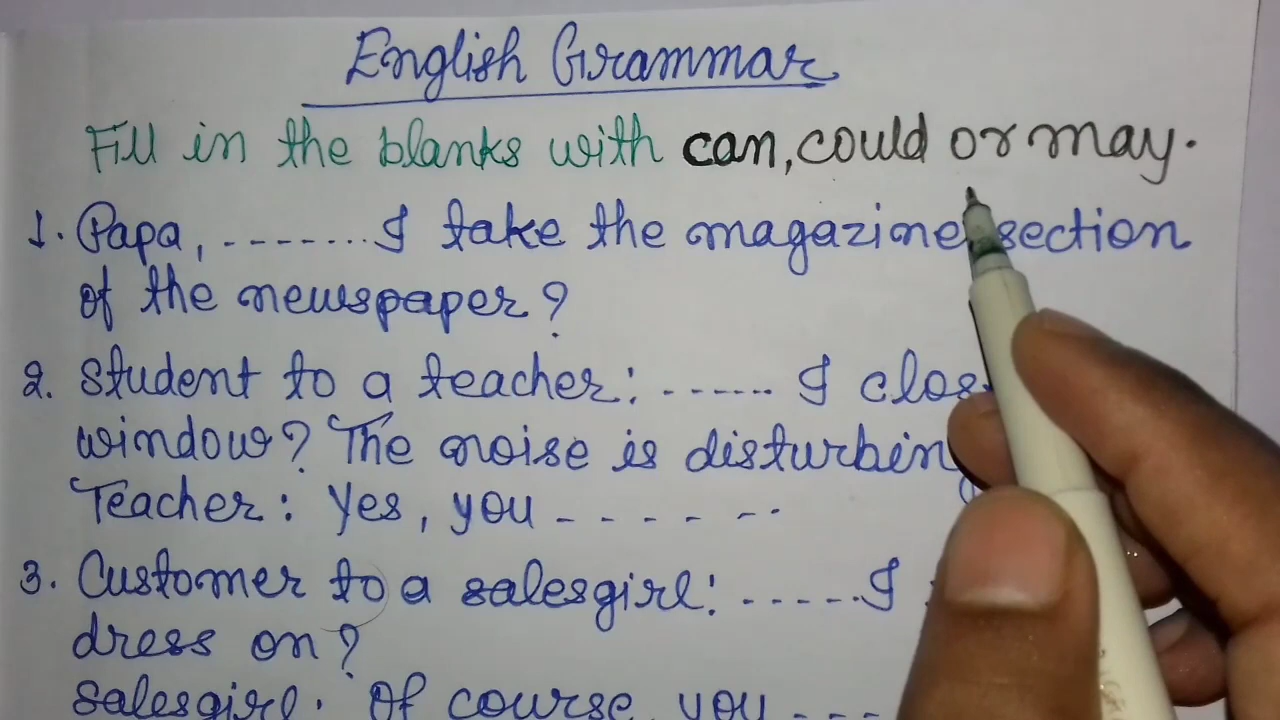 English Grammar
Fill in the blanks with can, could or may.
1. Papa, ........ I take the magazine section
of the newspaper?
2. Student to a teacher: ....... I
window? The noise is
Teacher: Yes, you - - - - - -
3. Customer to a salesgirl: ...... I
dress on?
Salesgirl: Of course, you - - -